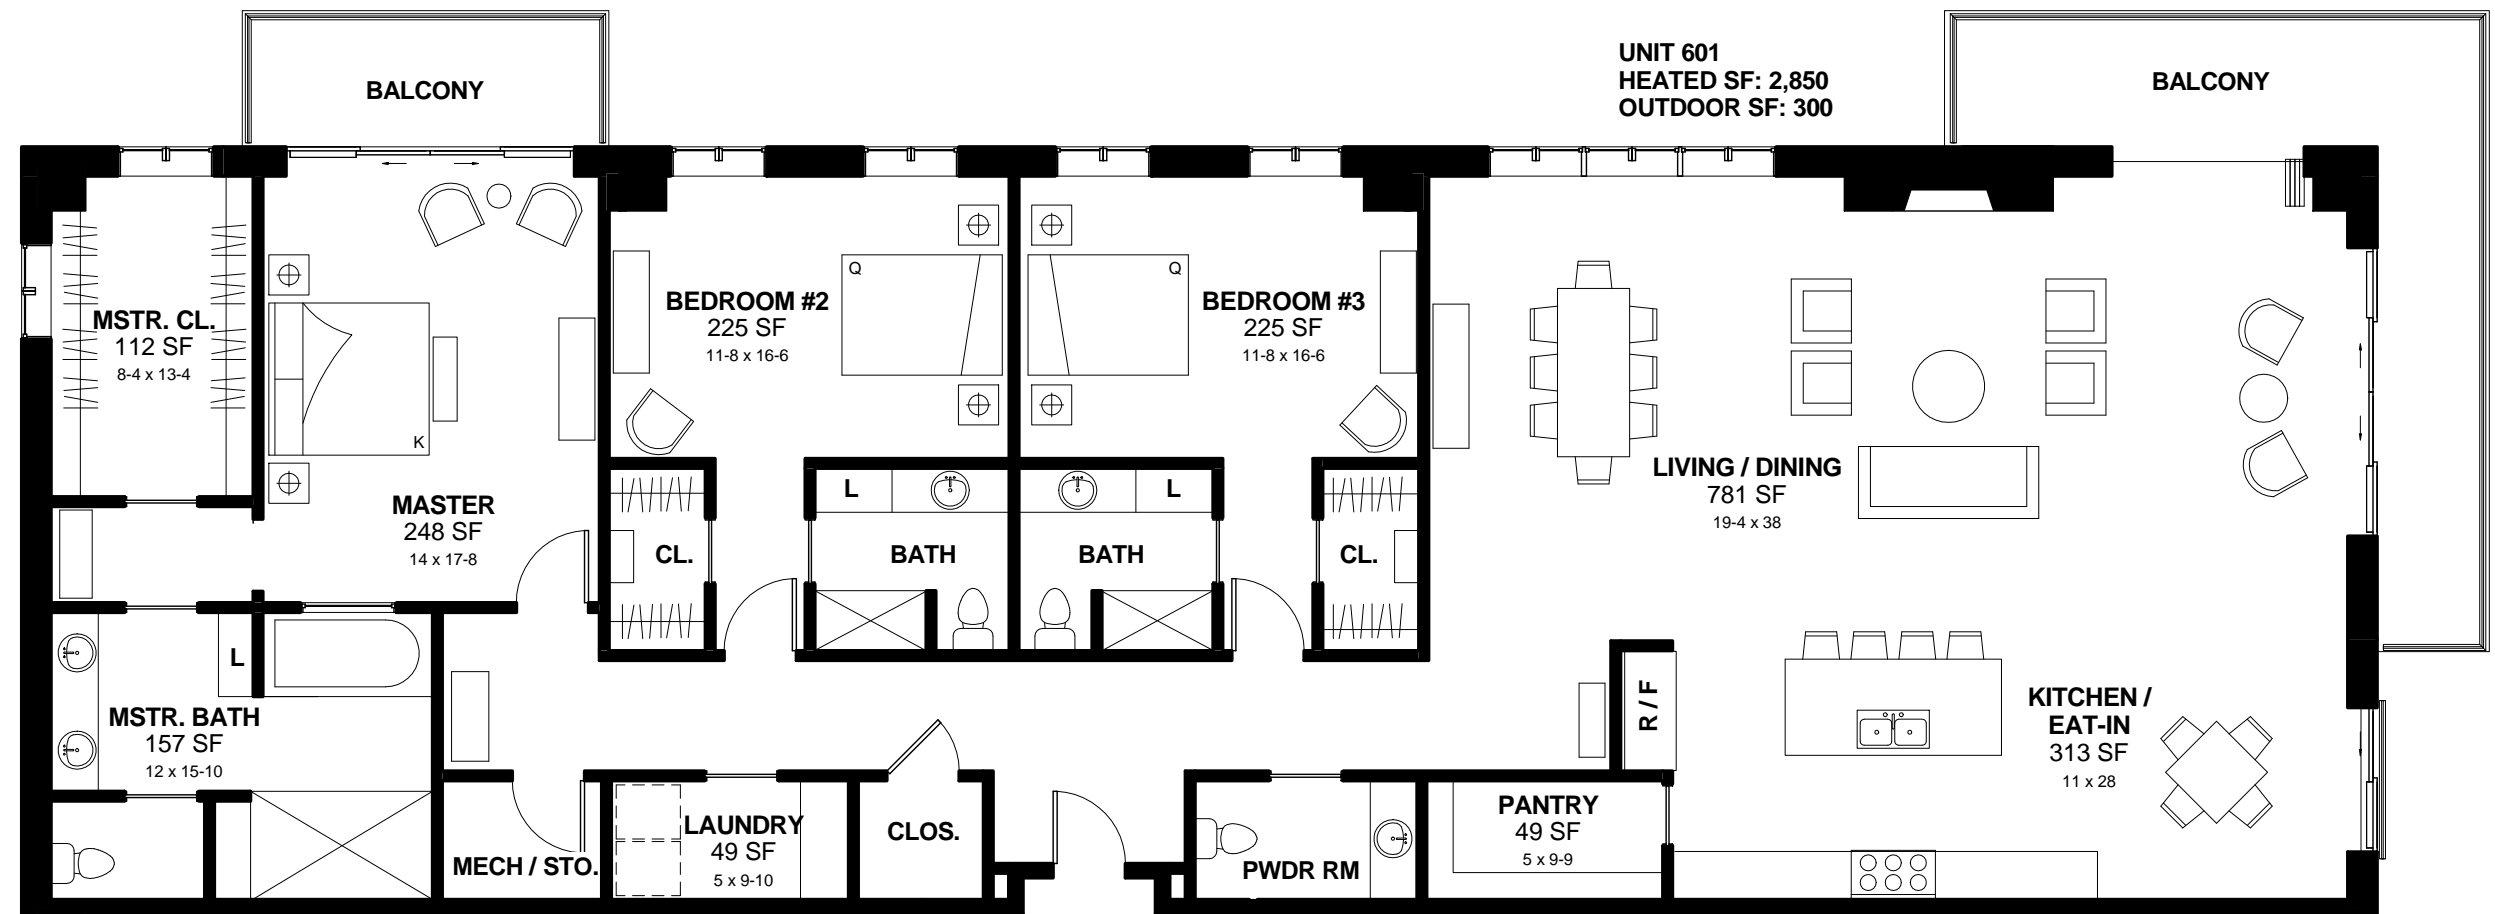 UNIT 601
HEATED SF: 2,850
OUTDOOR SF: 300
BALCONY
BALCONY
MSTR. CL.
112 SF
8-4 x 13-4
K
MASTER
248 SF
14 x 17-8
BEDROOM #2
225 SF
11-8 x 16-6
Q
BEDROOM #3
225 SF
11-8 x 16-6
Q
CL.
L
BATH
L
BATH
CL.
LIVING / DINING
781 SF
19-4 x 38
L
MSTR. BATH
157 SF
12 x 15-10
R / F
KITCHEN /
EAT-IN
313 SF
11 x 28
MECH / STO.
LAUNDRY
49 SF
5 x 9-10
CLOS.
PWDR RM
PANTRY
49 SF
5 x 9-9